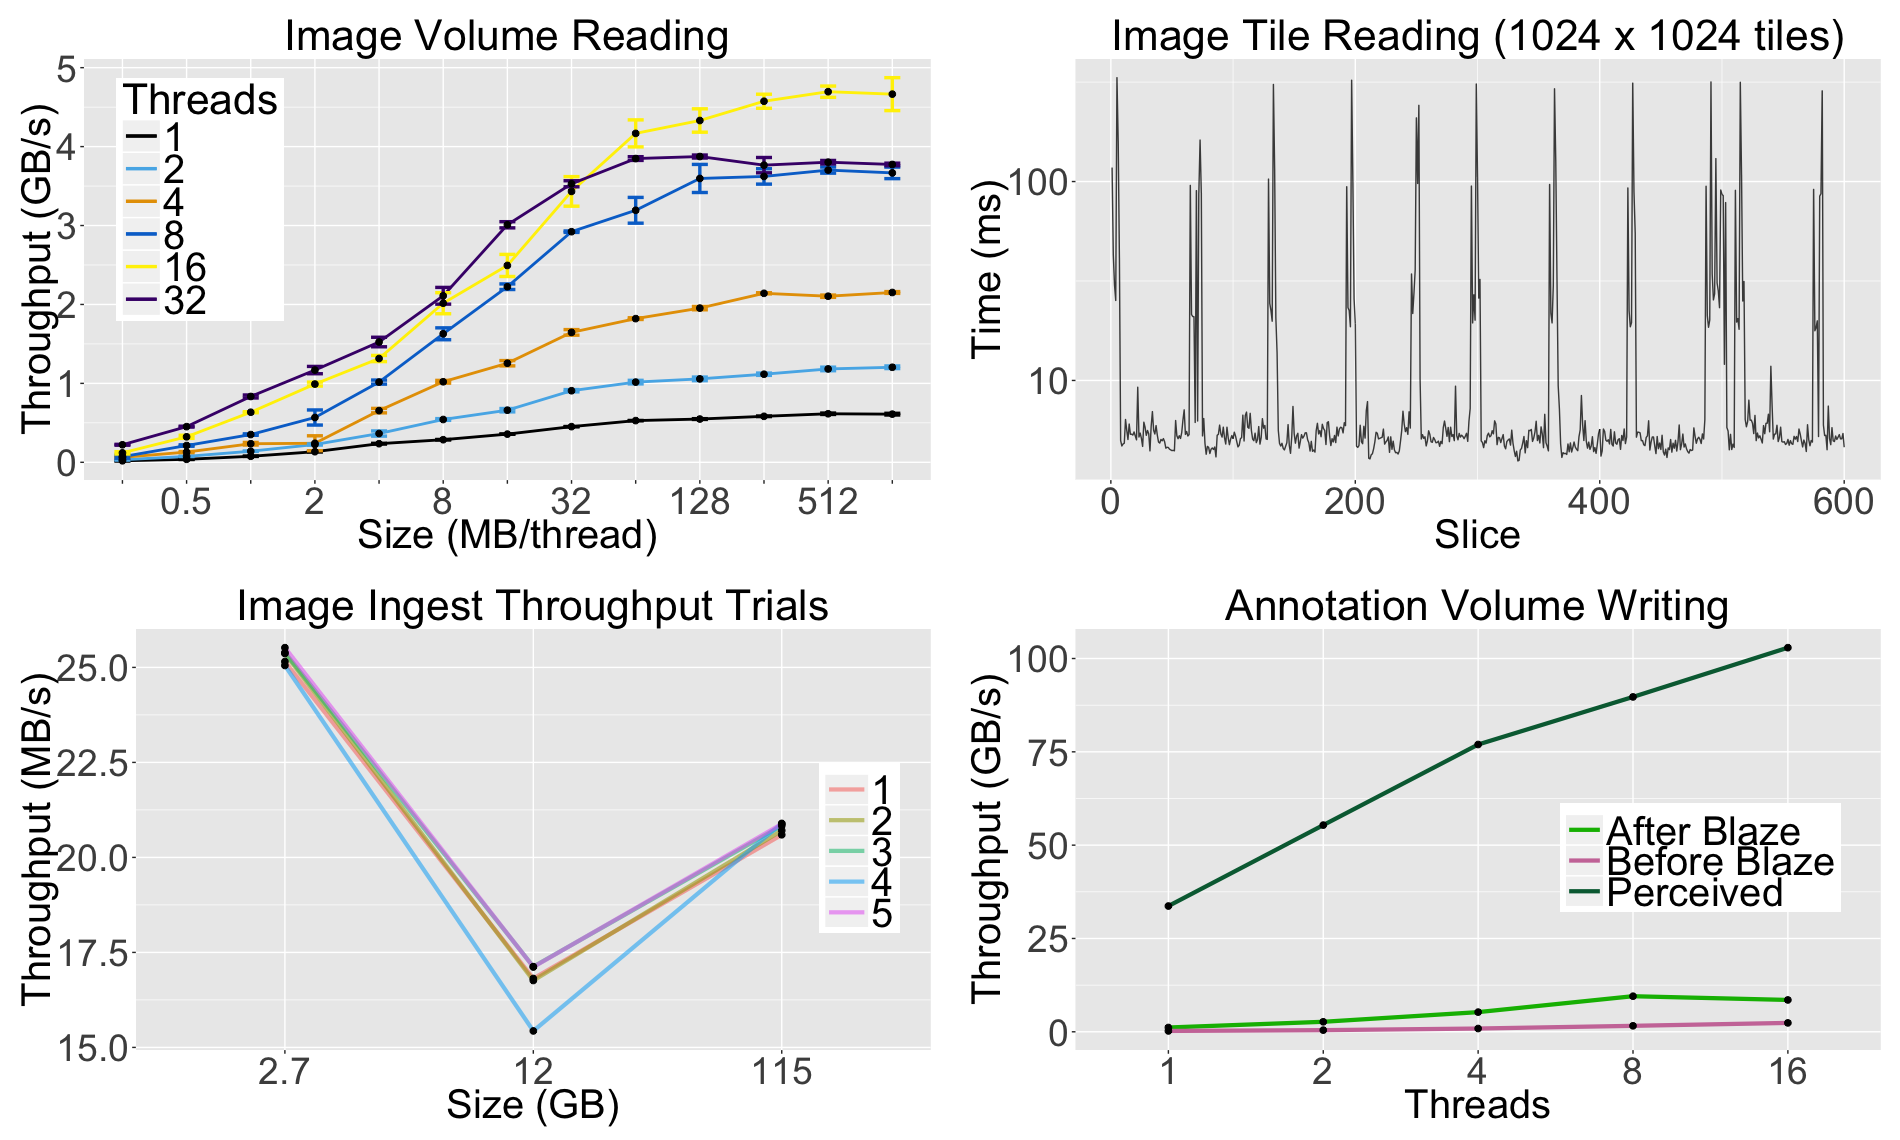 Image Volume Reading
Throughput (GB/s)
5
4
3
2
1
0
Threads
1
2
4
8
16
32
0.5 2 8 32 128 512
Size (MB/thread)
Image Tile Reading (1024 x 1024 tiles)
Time (ms)
100
10
0 200 400 600
Slice
Image Ingest Throughput Trials
Throughput (MB/s)
25.0
22.5
20.0
17.5
15.0
1
2
3
4
5
2.7 12 115
Size (GB)
Annotation Volume Writing
Throughput (GB/s)
100
75
50
25
0
After Blaze
Before Blaze
Perceived
1 2 4 8 16
Threads